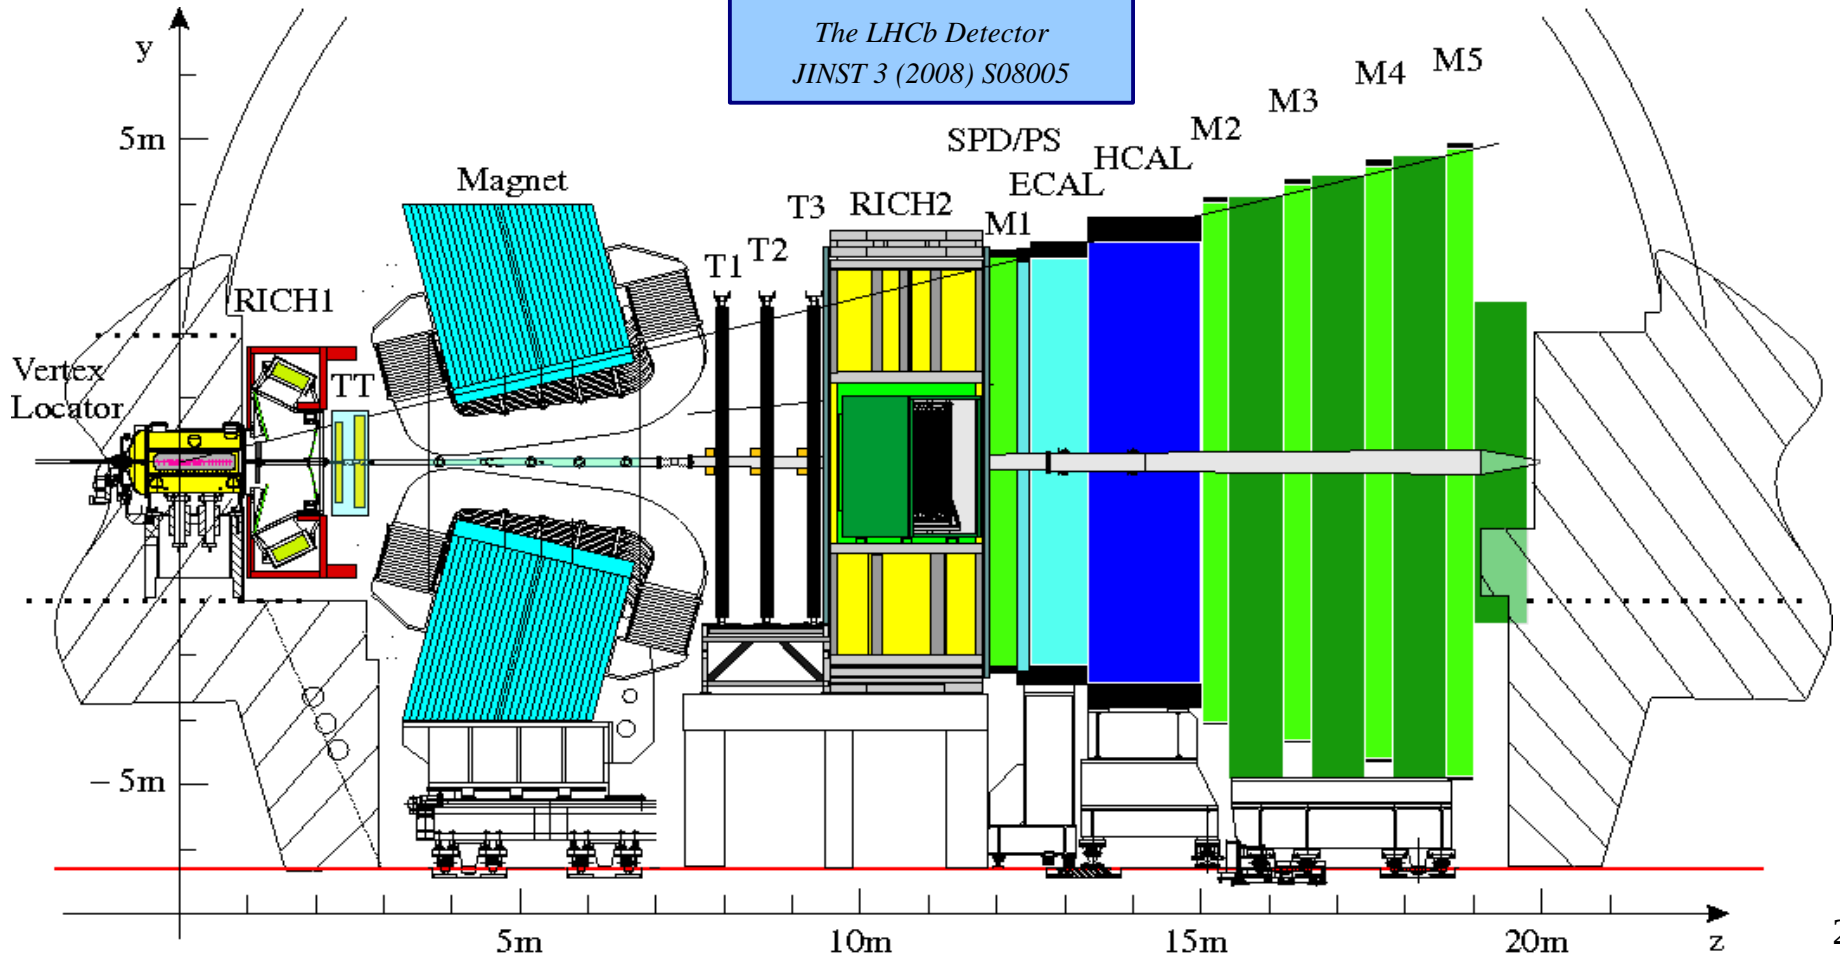 The LHCb Detector
JINST 3 (2008) S08005
y
5m
Magnet
RICH1
Vertex
Locator
TT
T1
T2
T3
RICH2
M1
SPD/PS
ECAL
HCAL
M2
M3
M4
M5
– 5m
5m
10m
15m
20m
z
2